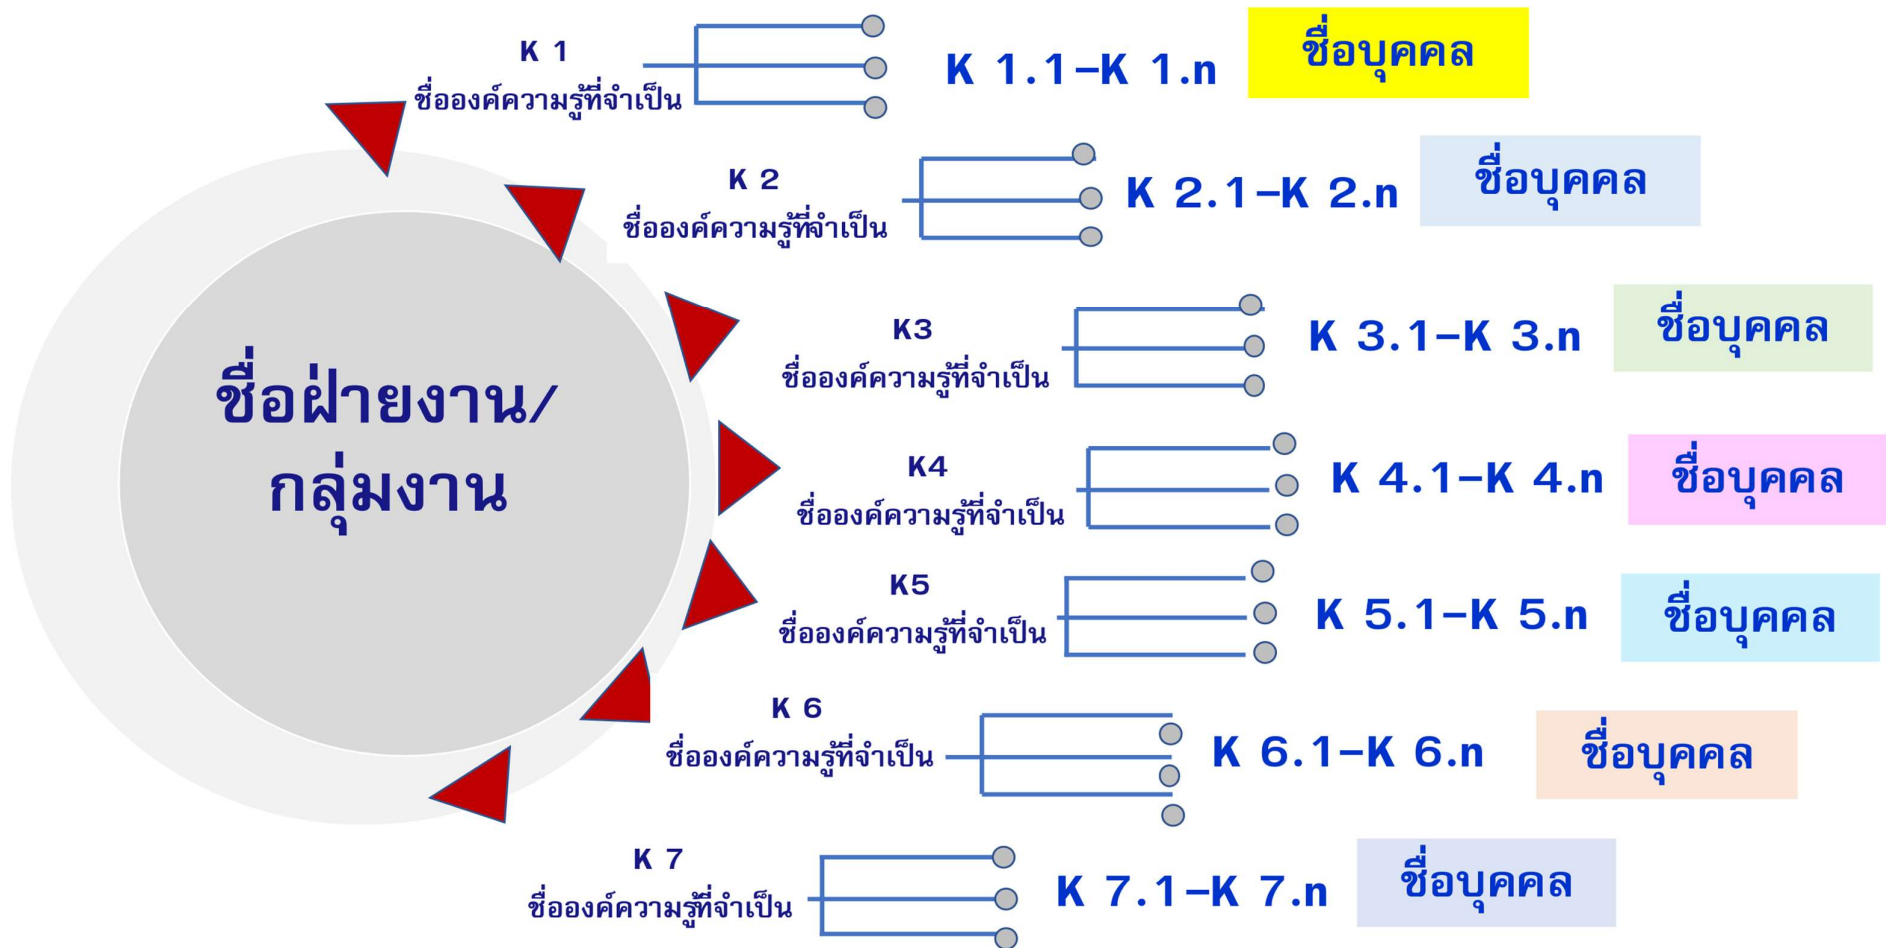 ชื่อฝ่ายงาน/
กลุ่มงาน
K 1
ชื่อองค์ความรู้ที่จำเป็น
K 1.1–K 1.n
ชื่อบุคคล
K 2
ชื่อองค์ความรู้ที่จำเป็น
K 2.1–K 2.n
ชื่อบุคคล
K3
ชื่อองค์ความรู้ที่จำเป็น
K 3.1–K 3.n
ชื่อบุคคล
K4
ชื่อองค์ความรู้ที่จำเป็น
K 4.1–K 4.n
ชื่อบุคคล
K5
ชื่อองค์ความรู้ที่จำเป็น
K 5.1–K 5.n
ชื่อบุคคล
K 6
ชื่อองค์ความรู้ที่จำเป็น
K 6.1–K 6.n
ชื่อบุคคล
K 7
ชื่อองค์ความรู้ที่จำเป็น
K 7.1–K 7.n
ชื่อบุคคล